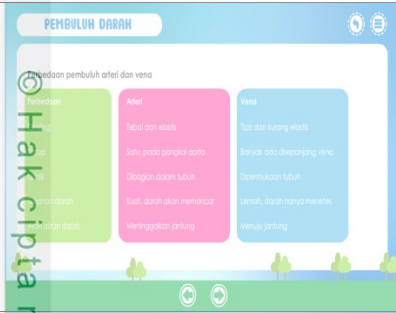 PEMBULUH DARAH
Perbedaan pembuluh arteri dan vena
Perbedaan Arteri Vena
Tebal dan elastis Tipis dan kurang elastis
Satu, pada pangkal aorta Banyak ada disepanjang vena
Dibagian dalam tubuh Dipermukaan tubuh
darah Kuat, darah akan memancar Lemah, darah hanya menetes
Meninggalkan jantung Menuju jantung
© Hak cipta